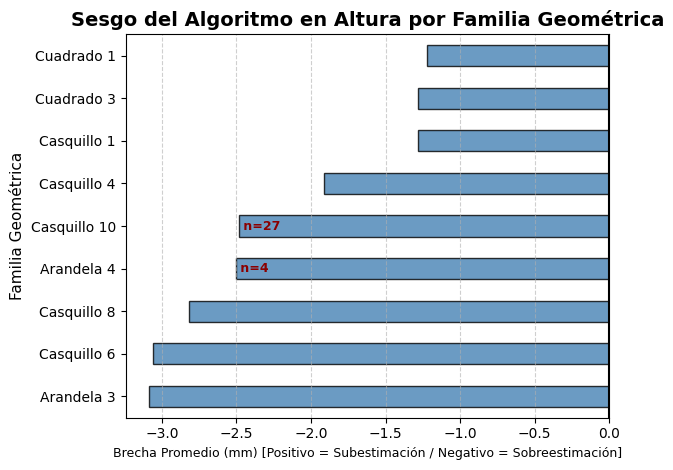 Sesgo del Algoritmo en Altura por Familia Geométrica
Familia Geométrica
Cuadrado 1
Cuadrado 3
Casquillo 1
Casquillo 4
Casquillo 10
n=27
Arandela 4
n=4
Casquillo 8
Casquillo 6
Arandela 3
−3.0 −2.5 −2.0 −1.5 −1.0 −0.5 0.0
Brecha Promedio (mm) [Positivo = Subestimación / Negativo = Sobreestimación]